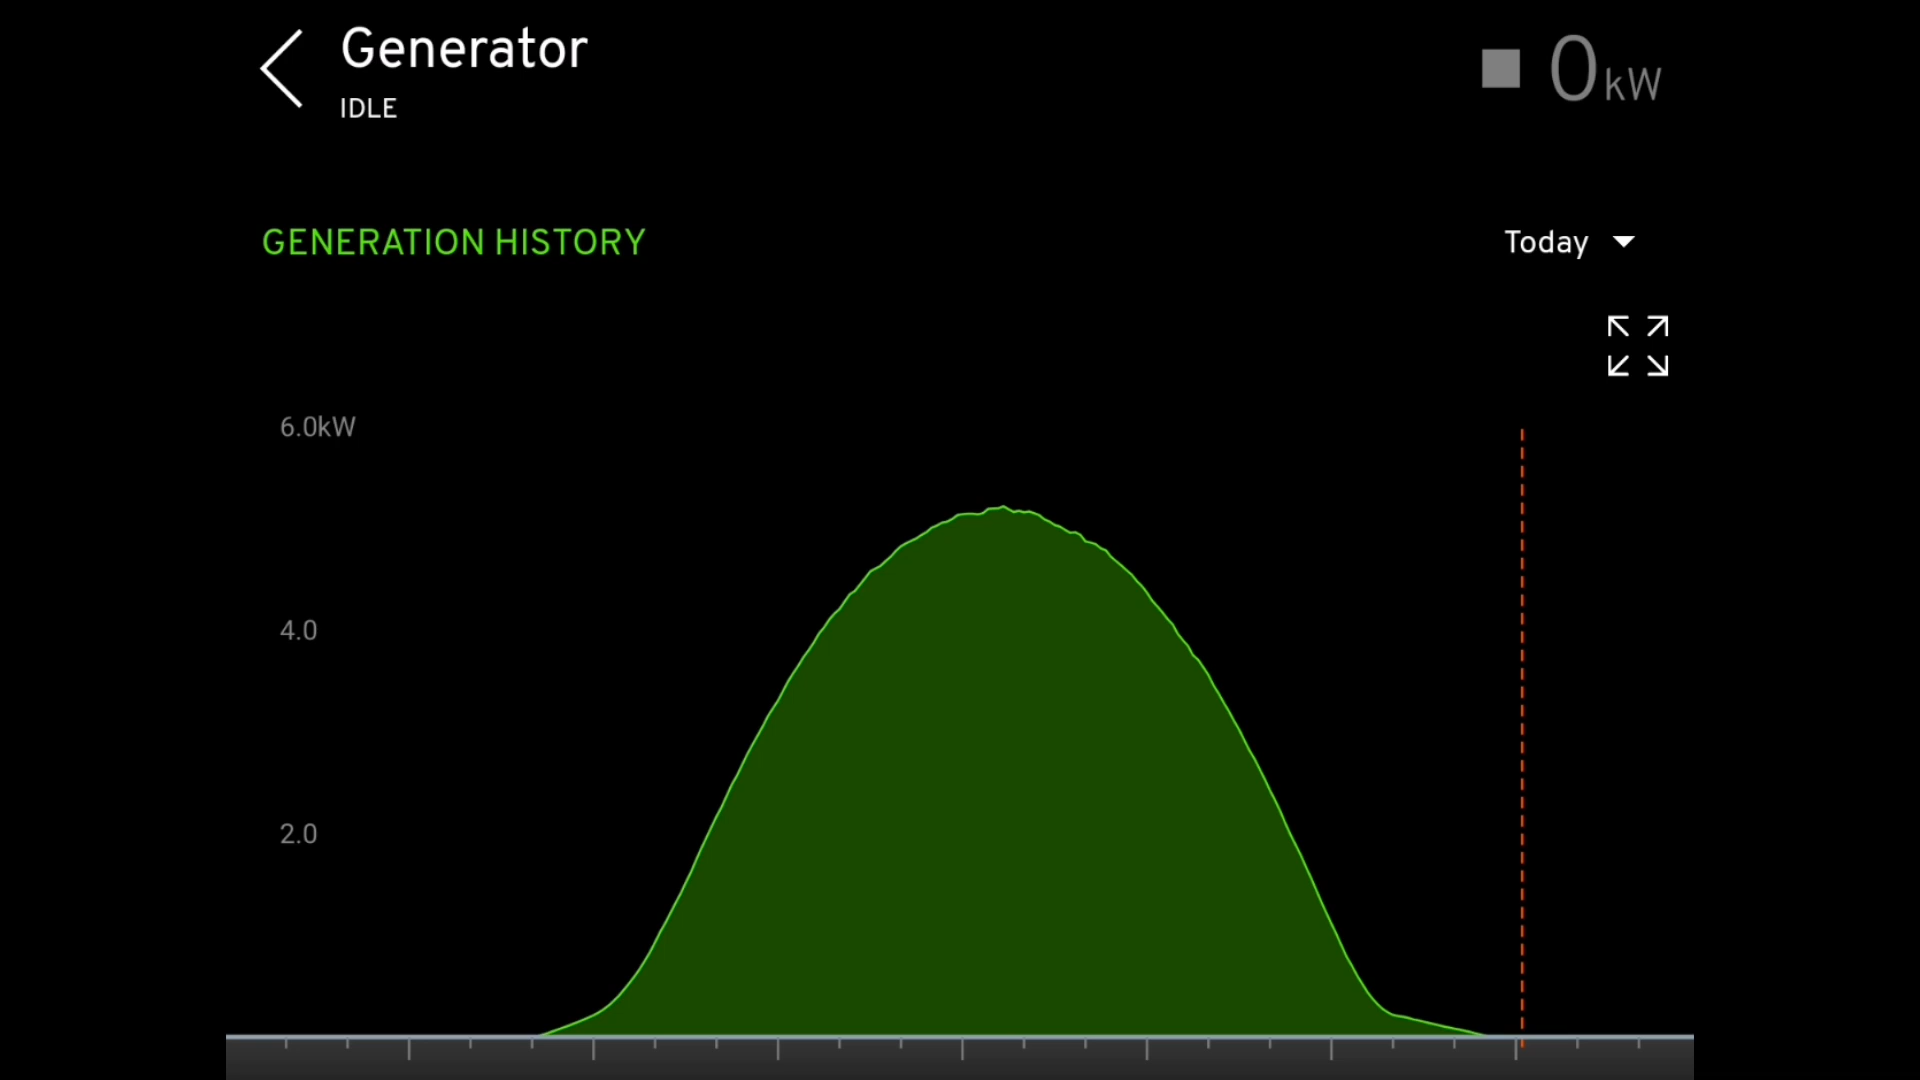 Generator
IDLE
0kW
GENERATION HISTORY
Today
6.0kW
4.0
2.0